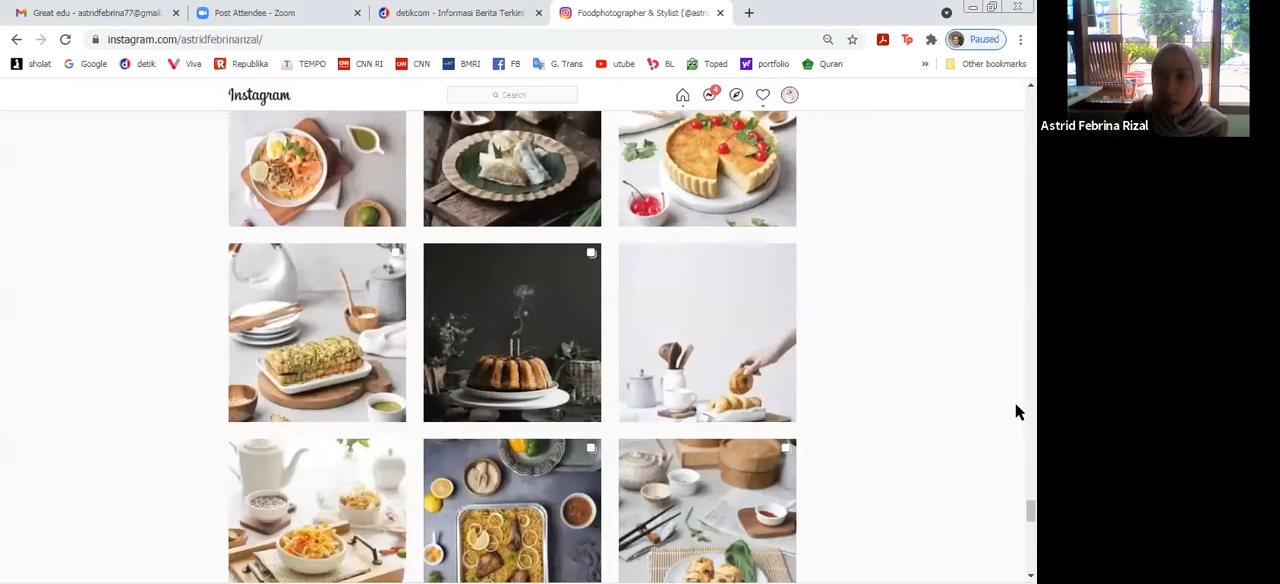 Great edu - astridfebrina77@gmail.
Post Attendee - Zoom
detikcom - Informasi Berita Terkini
Foodphotographer & Stylist (@astri
instagram.com/astridfebrinarizal/
Paused
sholat
Google
detik
Viva
Republika
TEMPO
CNN RI
CNN
BMRI
FB
G. Trans
utube
BL
Toped
portfolio
Quran
»
Other bookmarks
Instagram
Search
4
Astrid Febrina Rizal